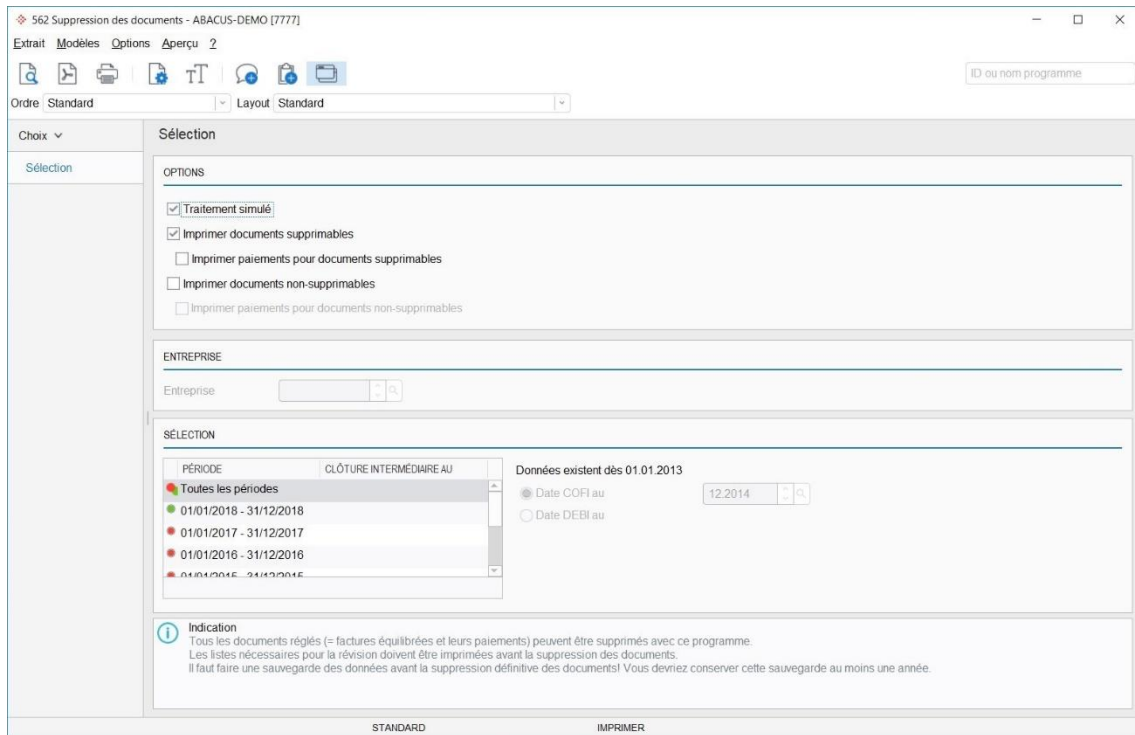 562 Suppression des documents - ABACUS-DEMO [7777]
Extrait Modèles Options Aperçu ?
ID ou nom programme
Ordre Standard Layout Standard
Choix
Sélection
Sélection
OPTIONS
Traitement simulé
Imprimer documents supprimables
Imprimer paiements pour documents supprimables
Imprimer documents non-supprimables
Imprimer paiements pour documents non-supprimables
ENTREPRISE
Entreprise
SÉLECTION
PÉRIODE CLÔTURE INTERMÉDIAIRE AU
Toutes les périodes
01/01/2018 - 31/12/2018
01/01/2017 - 31/12/2017
01/01/2016 - 31/12/2016
01/01/2015 - 31/12/2015
Données existent dès 01.01.2013
Date COFI au 12.2014
Date DEBI au
Indication
Tous les documents réglés (= factures équilibrées et leurs paiements) peuvent être supprimés avec ce programme.
Les listes nécessaires pour la révision doivent être imprimées avant la suppression des documents.
Il faut faire une sauvegarde des données avant la suppression définitive des documents! Vous devriez conserver cette sauvegarde au moins une année.
STANDARD IMPRIMER